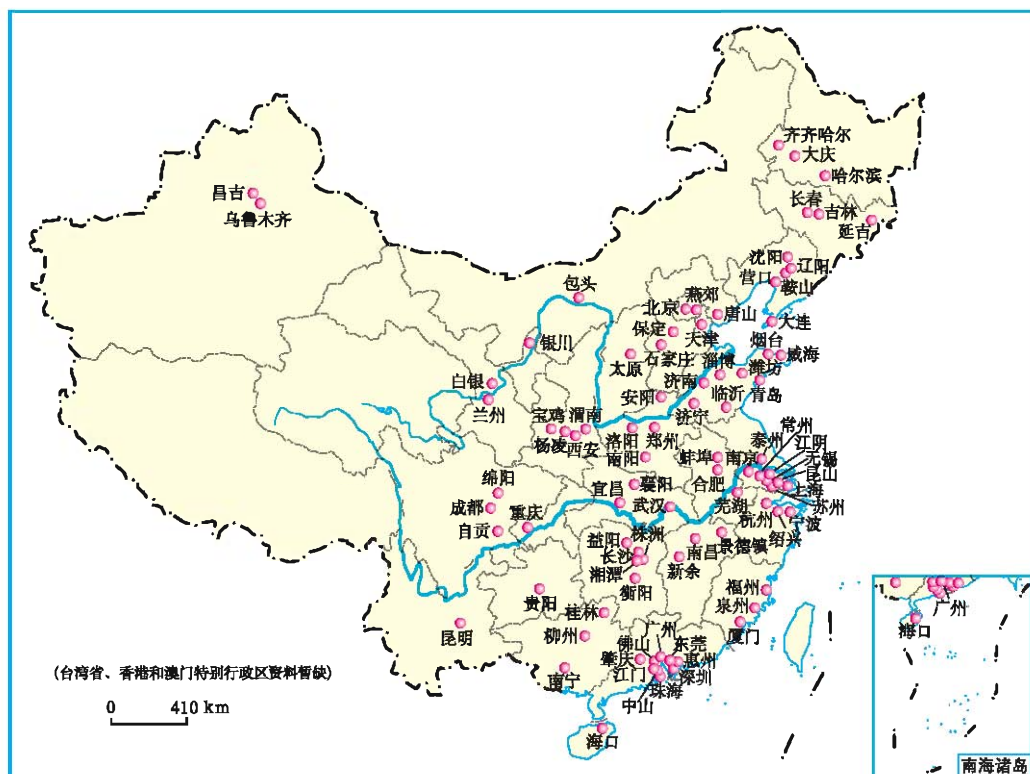 齐齐哈尔
大庆
哈尔滨
长春
吉林
延吉
昌吉
乌鲁木齐
沈阳
辽阳
营口
鞍山
包头
燕郊
北京
唐山
大连
保定
天津
银川
石家庄
太原
淄博
烟台
威海
潍坊
白银
济南
临沂
青岛
兰州
安阳
济宁
宝鸡
渭南
杨凌
西安
洛阳
郑州
常州
泰州
江阴
南阳
蚌埠
南京
无锡
昆山
绵阳
襄阳
合肥
上海
宜昌
成都
武汉
芜湖
苏州
重庆
杭州
宁波
自贡
株洲
绍兴
益阳
长沙
南昌
景德镇
湘潭
新余
衡阳
福州
贵阳
泉州
桂林
广州
厦门
昆明
柳州
佛山
东莞
肇庆
惠州
南宁
江门
深圳
珠海
中山
海口
(台湾省、香港和澳门特别行政区资料暂缺)
0 410 km
广州
海口
南海诸岛